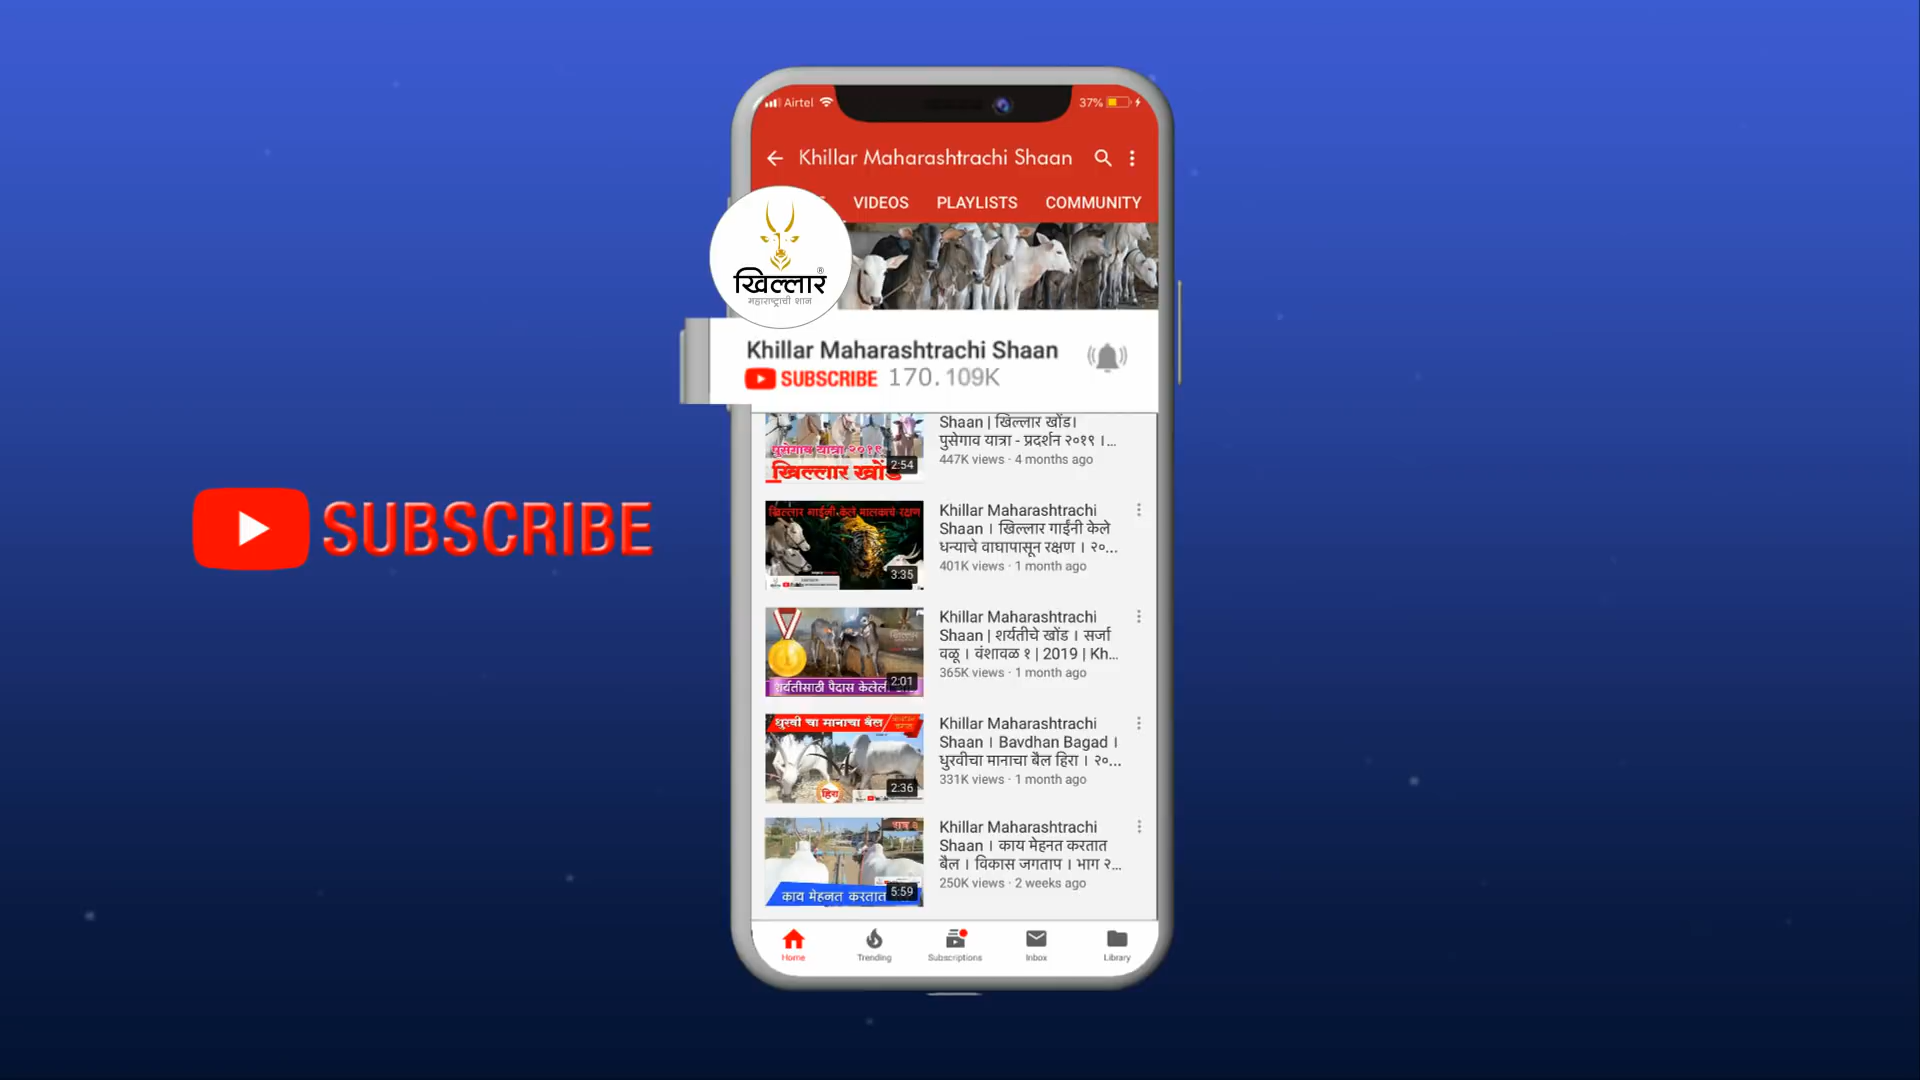 Airtel
37%
Khillar Maharashtrachi Shaan
VIDEOS PLAYLISTS COMMUNITY
खिल्लार®
महाराष्ट्राची शान
Khillar Maharashtrachi Shaan
SUBSCRIBE 170.109K
Shaan | खिल्लार खोंड।
पुसेगाव यात्रा - प्रदर्शन २०१९ ।...
447K views · 4 months ago
पुसेगाव यात्रा २०१९
खिल्लार खोंड
2:54
खिल्लार गाईंनी केले मालकाचे रक्षण
3:35
Khillar Maharashtrachi
Shaan । खिल्लार गाईंनी केले
धन्याचे वाघापासून रक्षण । २०...
401K views · 1 month ago
SUBSCRIBE
शर्यतीसाठी पैदास केलेल
2:01
Khillar Maharashtrachi
Shaan | शर्यतीचे खोंड । सर्जा
वळू । वंशावळ १ | 2019 | Kh...
365K views · 1 month ago
धुरवी चा मानाचा बैल
हिरा
2:36
Khillar Maharashtrachi
Shaan । Bavdhan Bagad ।
धुरवीचा मानाचा बैल हिरा । २०...
331K views · 1 month ago
काय मेहनत करतात
5:59
Khillar Maharashtrachi
Shaan । काय मेहनत करतात
बैल । विकास जगताप । भाग २...
250K views · 2 weeks ago
Home Trending Subscriptions Inbox Library